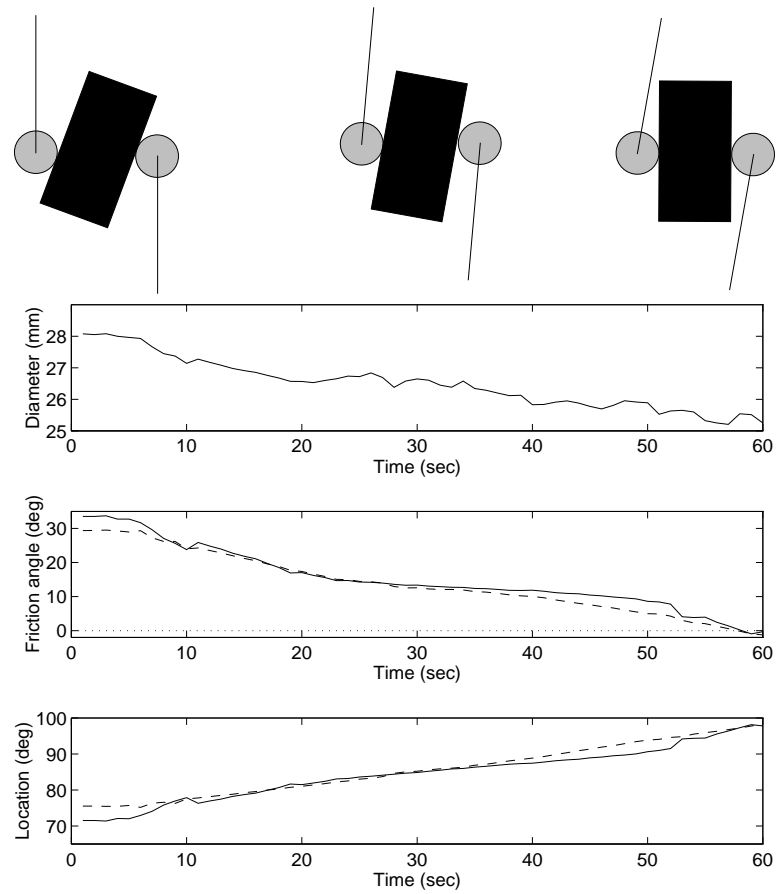 28
27
26
25
Diameter (mm)
0 10 20 30 40 50 60
Time (sec)
30
20
10
0
Friction angle (deg)
0 10 20 30 40 50 60
Time (sec)
100
90
80
70
Location (deg)
0 10 20 30 40 50 60
Time (sec)